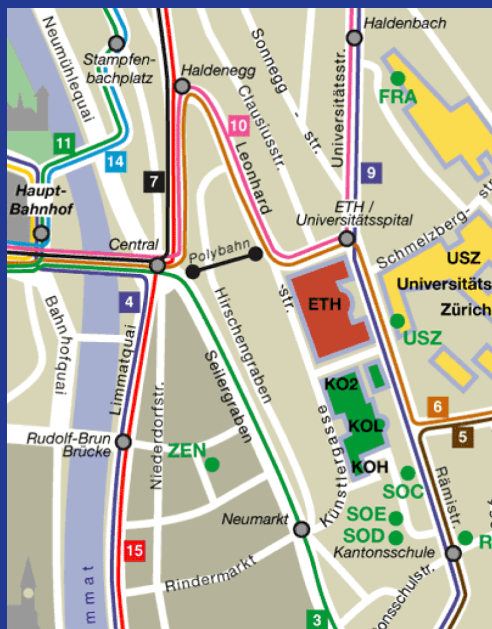 Neumühlequai
Stampfen-
bachplatz
Haldenegg
Sonnegg
str.
Clausiusstr.
Universitätsstr.
Haldenbach
FRA
11
14
10
7
9
Leonhard
str.
Haupt-
Bahnhof
Central
Polybahn
ETH /
Universitätsspital
Schmelzberg-
str.
USZ
Universitäts
Zürich
ETH
USZ
4
Limmatquai
Bahnhofquai
Hirschengraben
Seilergraben
Niederdorfstr.
KO2
KOL
KOH
6
5
Rudolf-Brun
Brücke
ZEN
Künstlergasse
SOC
SOE
SOD
Rämistr.
R
Neumarkt
Kantonsschule
15
Rindermarkt
onsschulstr.
mmat
3